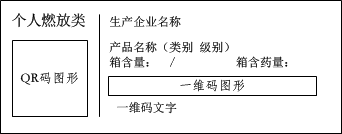 个人燃放类
QR码图形
生产企业名称
产品名称（类别 级别）
箱含量： / 箱含药量：
一维码图形
一维码文字